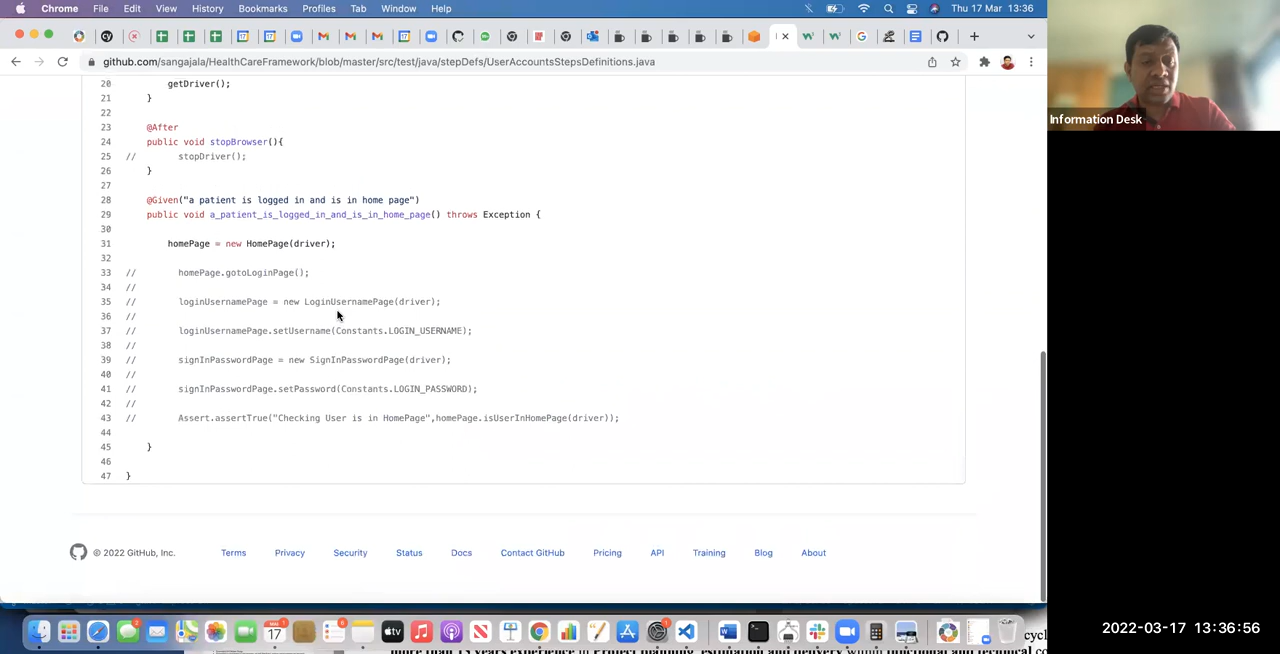 Chrome File Edit View History Bookmarks Profiles Tab Window Help Thu 17 Mar 13:36
github.com/sangajala/HealthCareFramework/blob/master/src/test/java/stepDefs/UserAccountsStepsDefinitions.java
Information Desk
20 getDriver();
21 }
22
23 @After
24 public void stopBrowser(){
25 // stopDriver();
26 }
27
28 @Given("a patient is logged in and is in home page")
29 public void a_patient_is_logged_in_and_is_in_home_page() throws Exception {
30
31 homePage = new HomePage(driver);
32
33 // homePage.gotoLoginPage();
34 //
35 // loginUsernamePage = new LoginUsernamePage(driver);
36 //
37 // loginUsernamePage.setUsername(Constants.LOGIN_USERNAME);
38 //
39 // signInPasswordPage = new SignInPasswordPage(driver);
40 //
41 // signInPasswordPage.setPassword(Constants.LOGIN_PASSWORD);
42 //
43 // Assert.assertTrue("Checking User is in HomePage",homePage.isUserInHomePage(driver));
44
45 }
46
47 }
© 2022 GitHub, Inc. Terms Privacy Security Status Docs Contact GitHub Pricing API Training Blog About
17
tv
2022-03-17 13:36:56